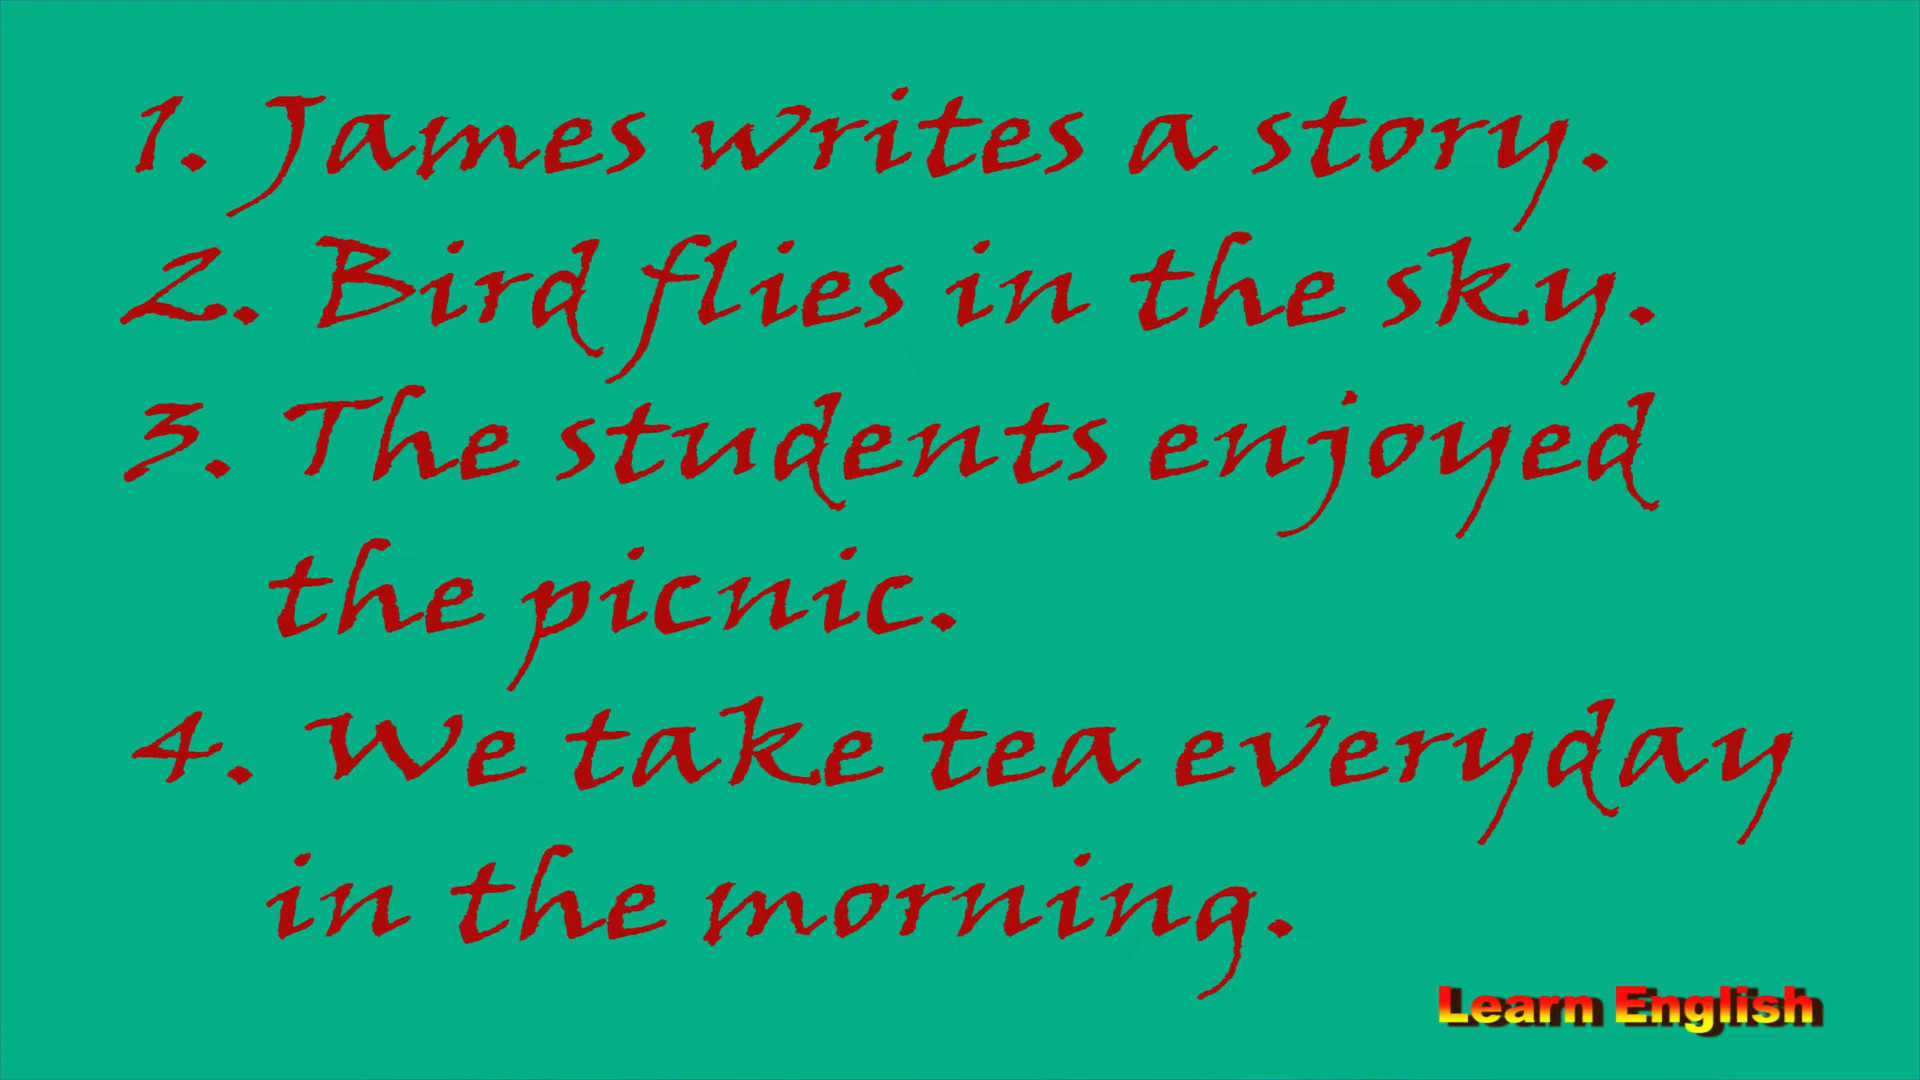 1. James writes a story.
2. Bird flies in the sky.
3. The students enjoyed
the picnic.
4. We take tea everyday
in the morning.
Learn English